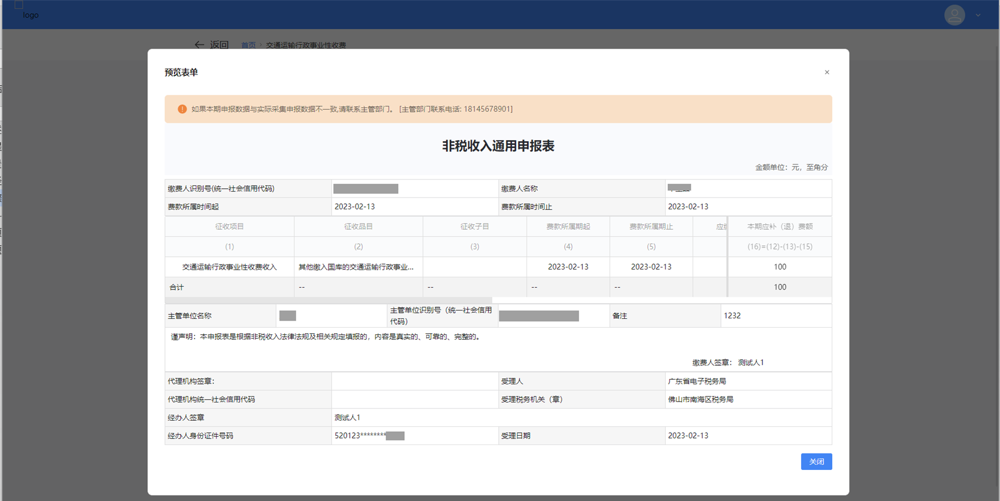 logo
返回 首页 交通运输行政事业性收费
预览表单
如果本期申报数据与实际采集申报数据不一致,请联系主管部门。 [主管部门联系电话: 18145678901]
非税收入通用申报表
金额单位：元，至角分
缴费人识别号(统一社会信用代码) 缴费人名称
费款所属时间起 2023-02-13 费款所属时间止 2023-02-13
征收项目 征收品目 征收子目 费款所属期起 费款所属期止 应 本期应补（退）费额
(1) (2) (3) (4) (5) (16)=(12)-(13)-(15)
交通运输行政事业性收费收入 其他缴入国库的交通运输行政事业... 2023-02-13 2023-02-13 100
合计 -- -- -- -- 100
主管单位名称 主管单位识别号（统一社会信用 备注 1232
代码）
谨声明：本申报表是根据非税收入法律法规及相关规定填报的，内容是真实的、可靠的、完整的。
缴费人签章： 测试人1
代理机构签章： 受理人 广东省电子税务局
代理机构统一社会信用代码 受理税务机关（章） 佛山市南海区税务局
经办人签章 测试人1
经办人身份证件号码 520123******** 受理日期 2023-02-13
关闭